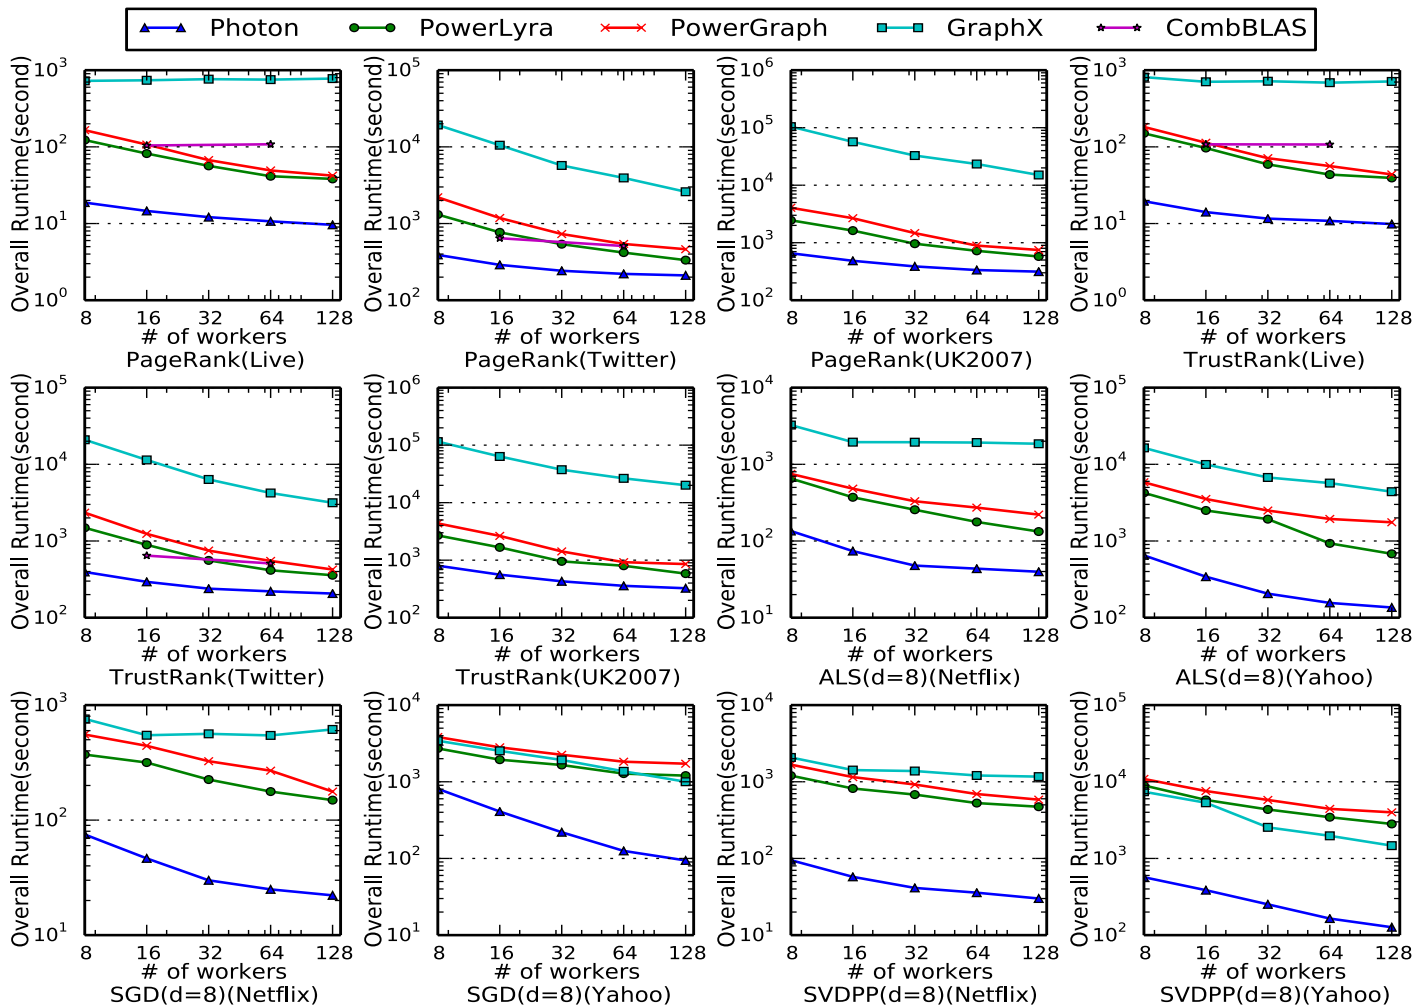 Photon PowerLyra PowerGraph GraphX CombBLAS
Overall Runtime(second)
10^3
10^2
10^1
10^0
8 16 32 64 128
# of workers
PageRank(Live)
Overall Runtime(second)
10^5
10^4
10^3
10^2
8 16 32 64 128
# of workers
PageRank(Twitter)
Overall Runtime(second)
10^6
10^5
10^4
10^3
10^2
8 16 32 64 128
# of workers
PageRank(UK2007)
Overall Runtime(second)
10^3
10^2
10^1
10^0
8 16 32 64 128
# of workers
TrustRank(Live)
Overall Runtime(second)
10^5
10^4
10^3
10^2
8 16 32 64 128
# of workers
TrustRank(Twitter)
Overall Runtime(second)
10^6
10^5
10^4
10^3
10^2
8 16 32 64 128
# of workers
TrustRank(UK2007)
Overall Runtime(second)
10^4
10^3
10^2
10^1
8 16 32 64 128
# of workers
ALS(d=8)(Netflix)
Overall Runtime(second)
10^5
10^4
10^3
10^2
8 16 32 64 128
# of workers
ALS(d=8)(Yahoo)
Overall Runtime(second)
10^3
10^2
10^1
8 16 32 64 128
# of workers
SGD(d=8)(Netflix)
Overall Runtime(second)
10^4
10^3
10^2
10^1
8 16 32 64 128
# of workers
SGD(d=8)(Yahoo)
Overall Runtime(second)
10^4
10^3
10^2
10^1
8 16 32 64 128
# of workers
SVDPP(d=8)(Netflix)
Overall Runtime(second)
10^5
10^4
10^3
10^2
8 16 32 64 128
# of workers
SVDPP(d=8)(Yahoo)